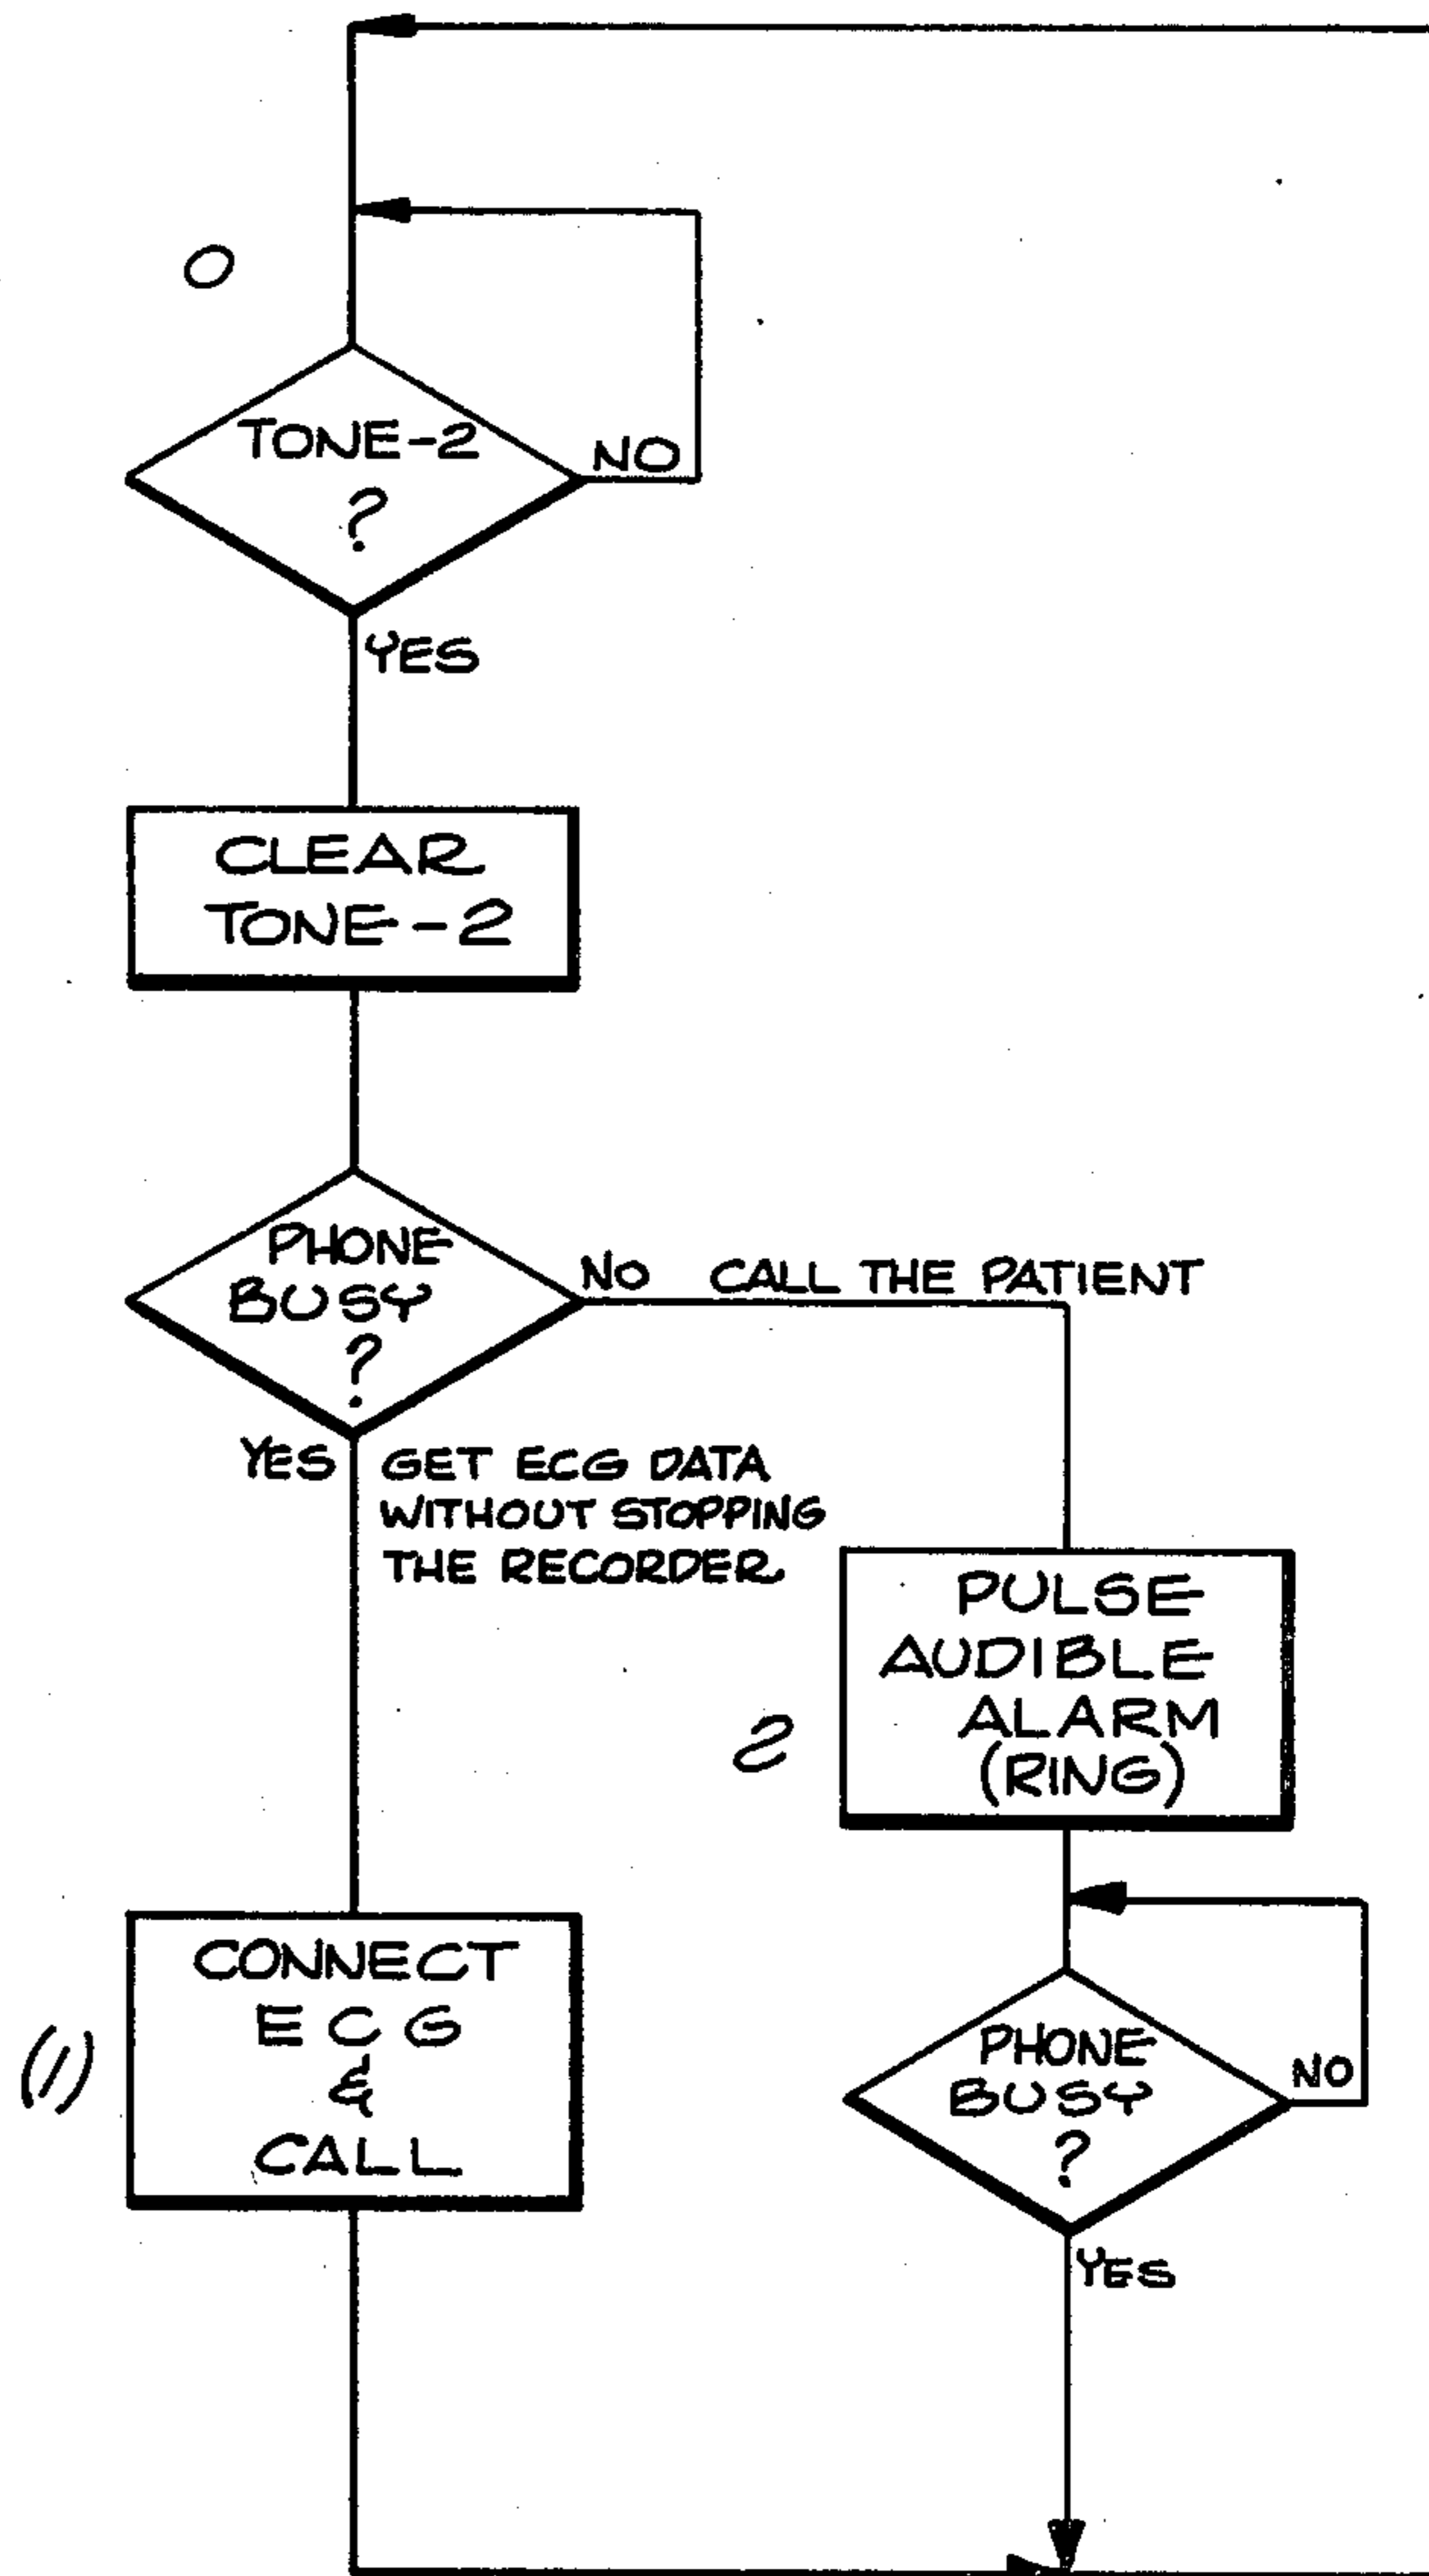 0
TONE-2
?
NO
YES
CLEAR
TONE-2
PHONE
BUSY
?
NO CALL THE PATIENT
YES
GET ECG DATA
WITHOUT STOPPING
THE RECORDER
PULSE
AUDIBLE
ALARM
(RING)
2
CONNECT
ECG
&
CALL
(1)
PHONE
BUSY
?
NO
YES